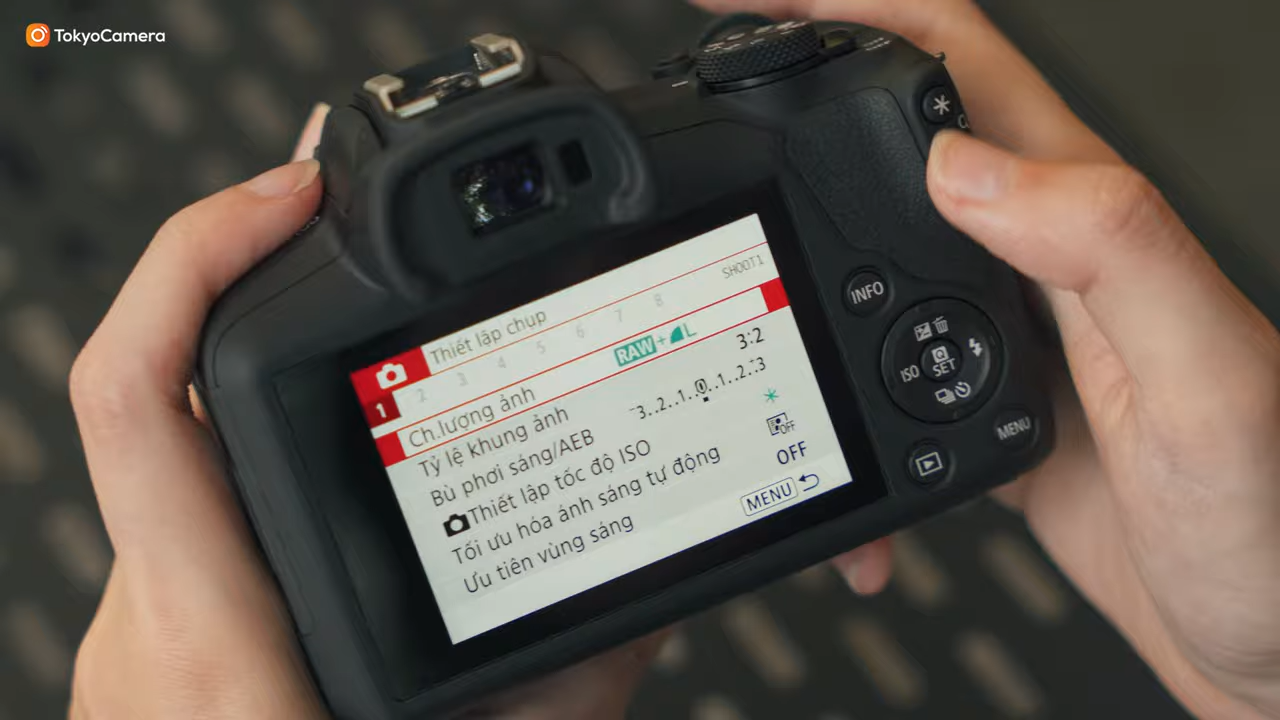 TokyoCamera
Thiết lập chụp
1 2 3 4 5 6 7 8 SHOOT1
Ch.lượng ảnh RAW+L
Tỷ lệ khung ảnh 3:2
Bù phơi sáng/AEB -3..2..1..0..1..2..+3
Thiết lập tốc độ ISO
Tối ưu hóa ánh sáng tự động OFF
Ưu tiên vùng sáng OFF
MENU
INFO
ISO
Q
SET
MENU